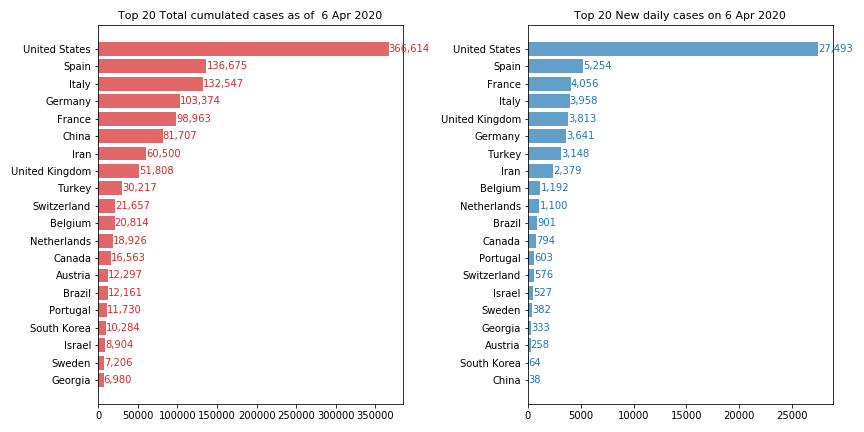 Top 20 Total cumulated cases as of  6 Apr 2020
United States 366,614
Spain 136,675
Italy 132,547
Germany 103,374
France 98,963
China 81,707
Iran 60,500
United Kingdom 51,808
Turkey 30,217
Switzerland 21,657
Belgium 20,814
Netherlands 18,926
Canada 16,563
Austria 12,297
Brazil 12,161
Portugal 11,730
South Korea 10,284
Israel 8,904
Sweden 7,206
Georgia 6,980
0 50000 100000 150000 200000 250000 300000 350000
Top 20 New daily cases on 6 Apr 2020
United States 27,493
Spain 5,254
France 4,056
Italy 3,958
United Kingdom 3,813
Germany 3,641
Turkey 3,148
Iran 2,379
Belgium 1,192
Netherlands 1,100
Brazil 901
Canada 794
Portugal 603
Switzerland 576
Israel 527
Sweden 382
Georgia 333
Austria 258
South Korea 64
China 38
0 5000 10000 15000 20000 25000